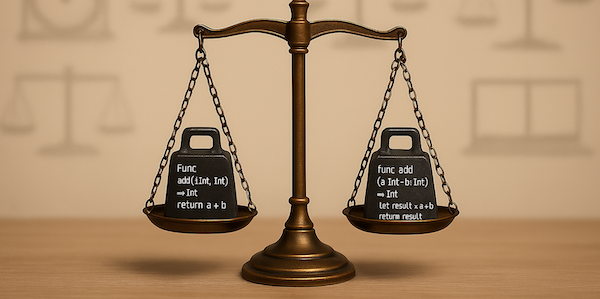 Func
add(iInt, Int)
⇒ Int
return a + b
func add
(a Int-b: Int)
⇒ Int
let result x a + b
return result